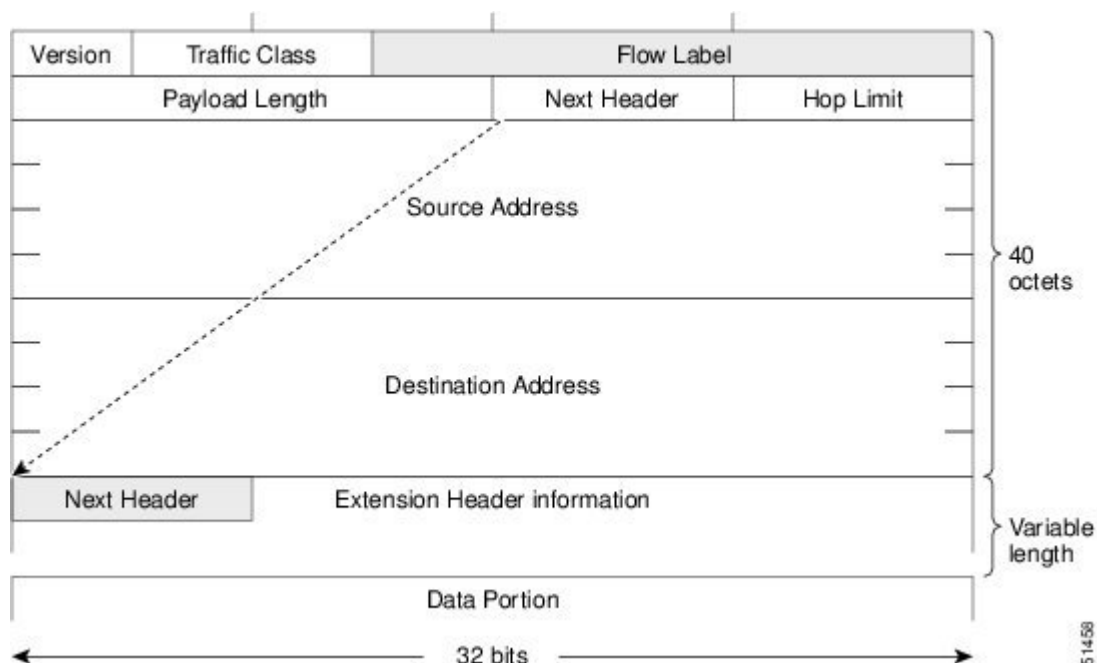 Version Traffic Class Flow Label
Payload Length Next Header Hop Limit
Source Address
40
octets
Destination Address
Next Header Extension Header information
Variable
length
Data Portion
32 bits
51458